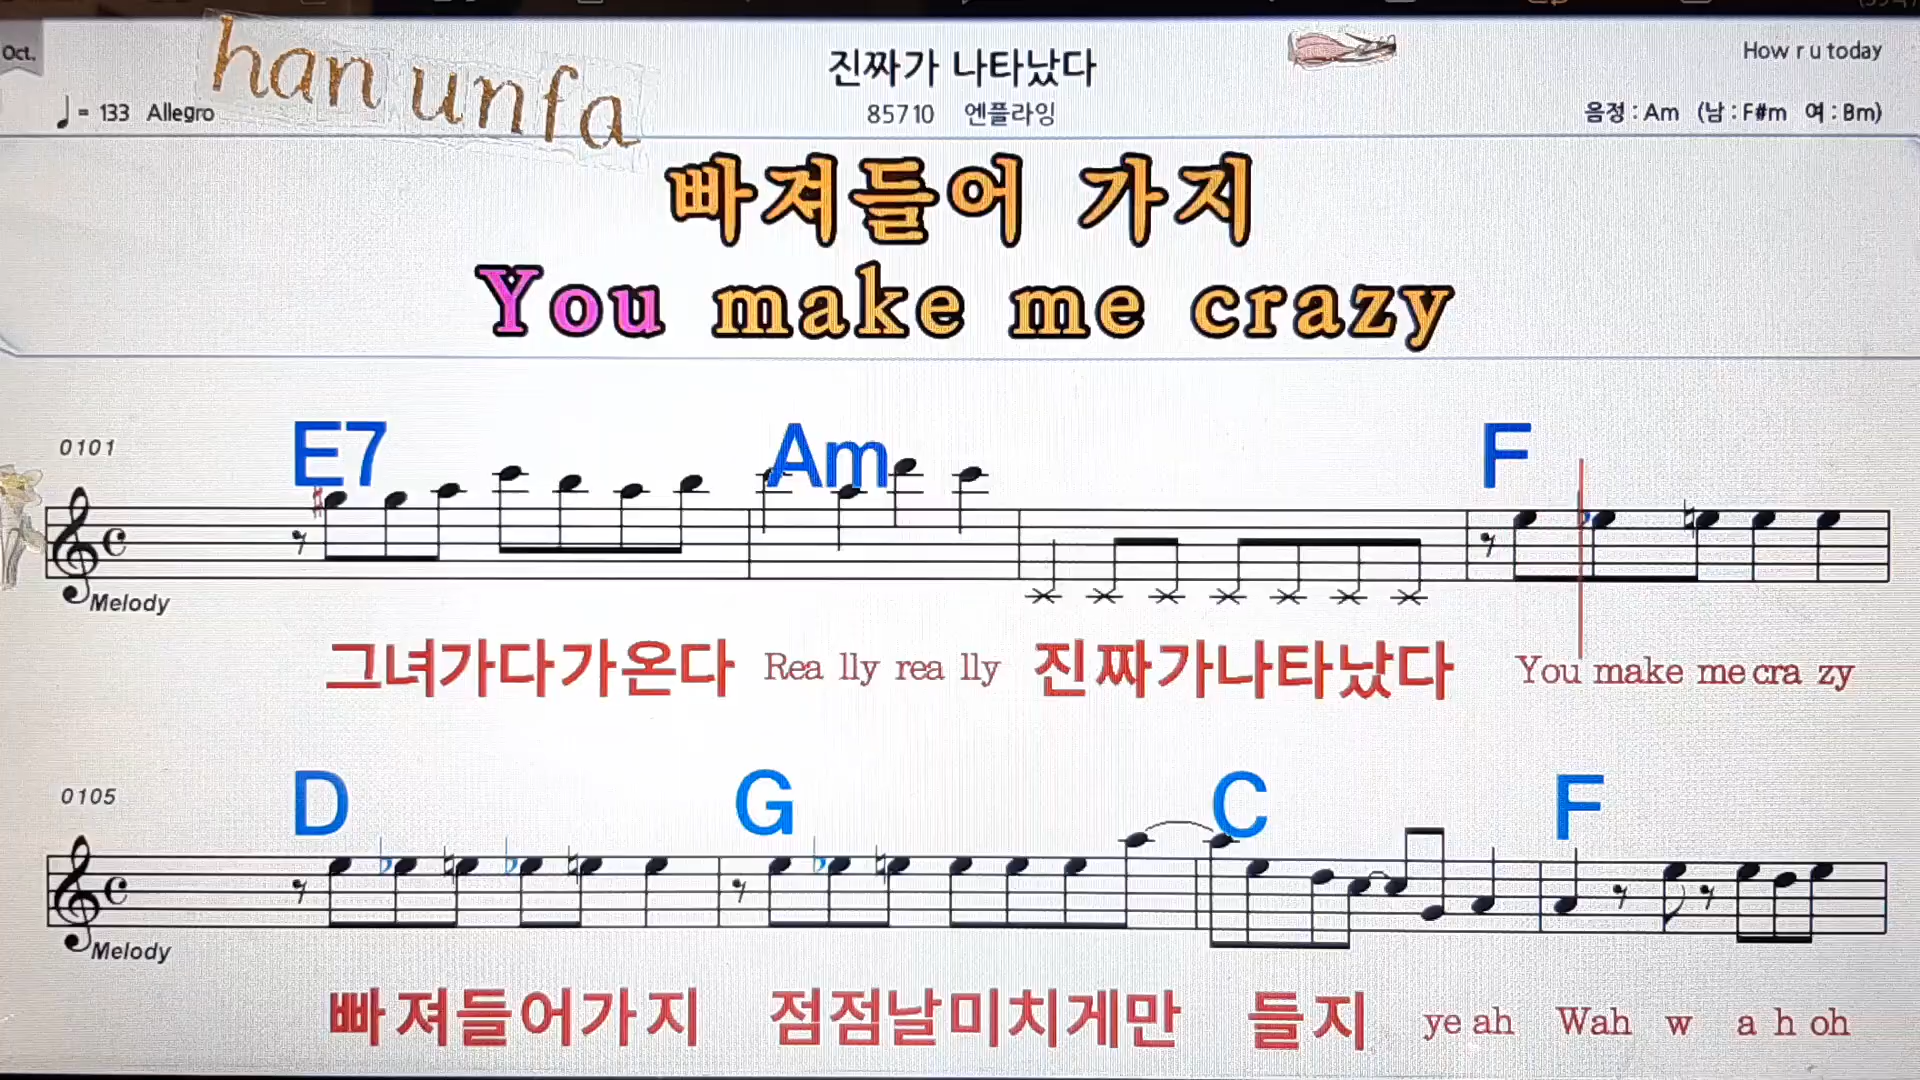 Oct.
han unfa
진짜가 나타났다
How r u today
♩ = 133 Allegro
85710 엔플라잉
음정 : Am (남 : F#m 여 : Bm)
빠져들어 가지
You make me crazy
0101
E7 Am F
Melody
그녀가다가온다 Rea lly rea lly 진짜가나타났다 You make me cra zy
0105
D G C F
Melody
빠져들어가지 점점날미치게만 들지 ye ah Wah w a h oh